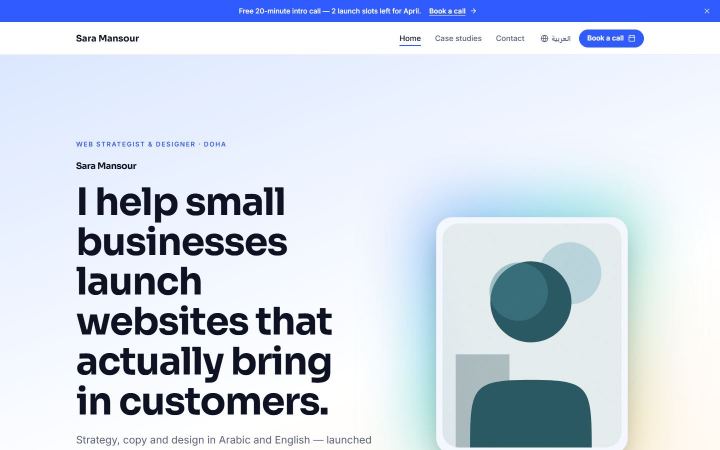 Free 20-minute intro call — 2 launch slots left for April. Book a call →
Sara Mansour
Home
Case studies
Contact
العربية
Book a call
WEB STRATEGIST & DESIGNER · DOHA
Sara Mansour
I help small
businesses
launch
websites that
actually bring
in customers.
Strategy, copy and design in Arabic and English — launched